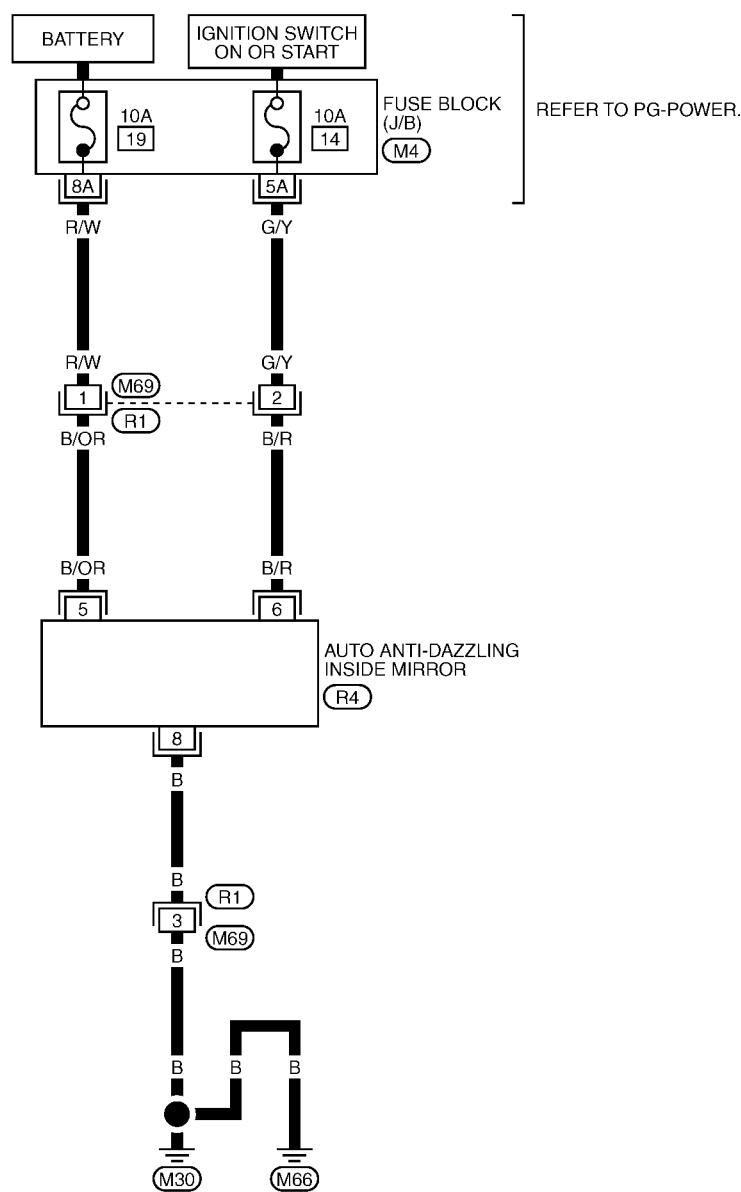 BATTERY
IGNITION SWITCH
ON OR START
10A
19
10A
14
FUSE BLOCK
(J/B)
M4
REFER TO PG-POWER.
8A
5A
R/W
G/Y
R/W
G/Y
1
M69
2
R1
B/OR
B/R
B/OR
B/R
5
6
AUTO ANTI-DAZZLING
INSIDE MIRROR
R4
8
B
B
R1
3
M69
B
B
B
B
M30
M66